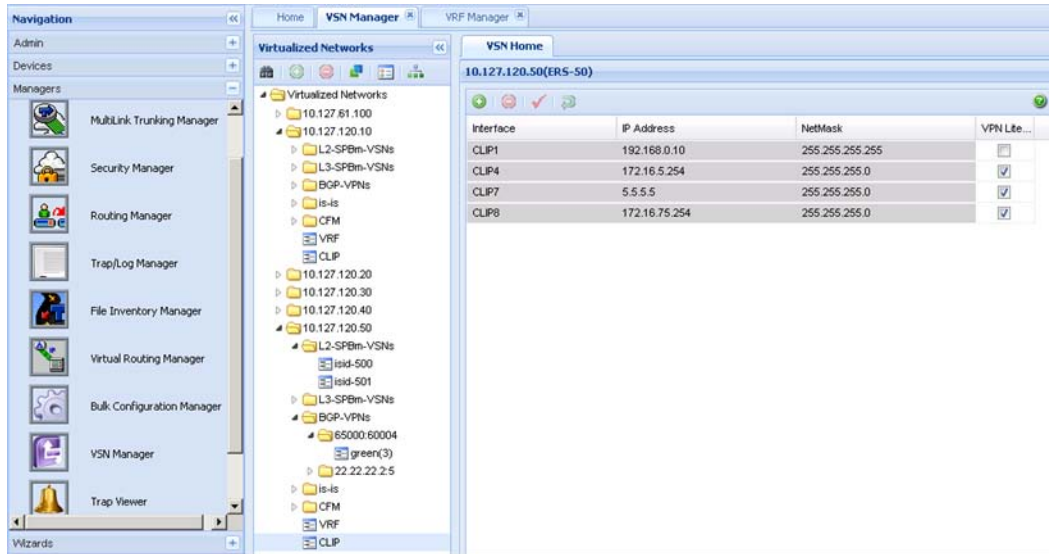 Navigation
Admin
Devices
Managers
MultiLink Trunking Manager
Security Manager
Routing Manager
Trap/Log Manager
File Inventory Manager
Virtual Routing Manager
Bulk Configuration Manager
VSN Manager
Trap Viewer
Wizards
Home
VSN Manager
VRF Manager
Virtualized Networks
Virtualized Networks
10.127.61.100
10.127.120.10
L2-SPBm-VSNs
L3-SPBm-VSNs
BGP-VPNs
is-is
CFM
VRF
CLIP
10.127.120.20
10.127.120.30
10.127.120.40
10.127.120.50
L2-SPBm-VSNs
isid-500
isid-501
L3-SPBm-VSNs
BGP-VPNs
65000:60004
green(3)
22.22.22.2:5
is-is
CFM
VRF
CLIP
VSN Home
10.127.120.50(ERS-50)
Interface IP Address NetMask VPN Lite...
CLIP1 192.168.0.10 255.255.255.255
CLIP4 172.16.5.254 255.255.255.0
CLIP7 5.5.5.5 255.255.255.0
CLIP8 172.16.75.254 255.255.255.0